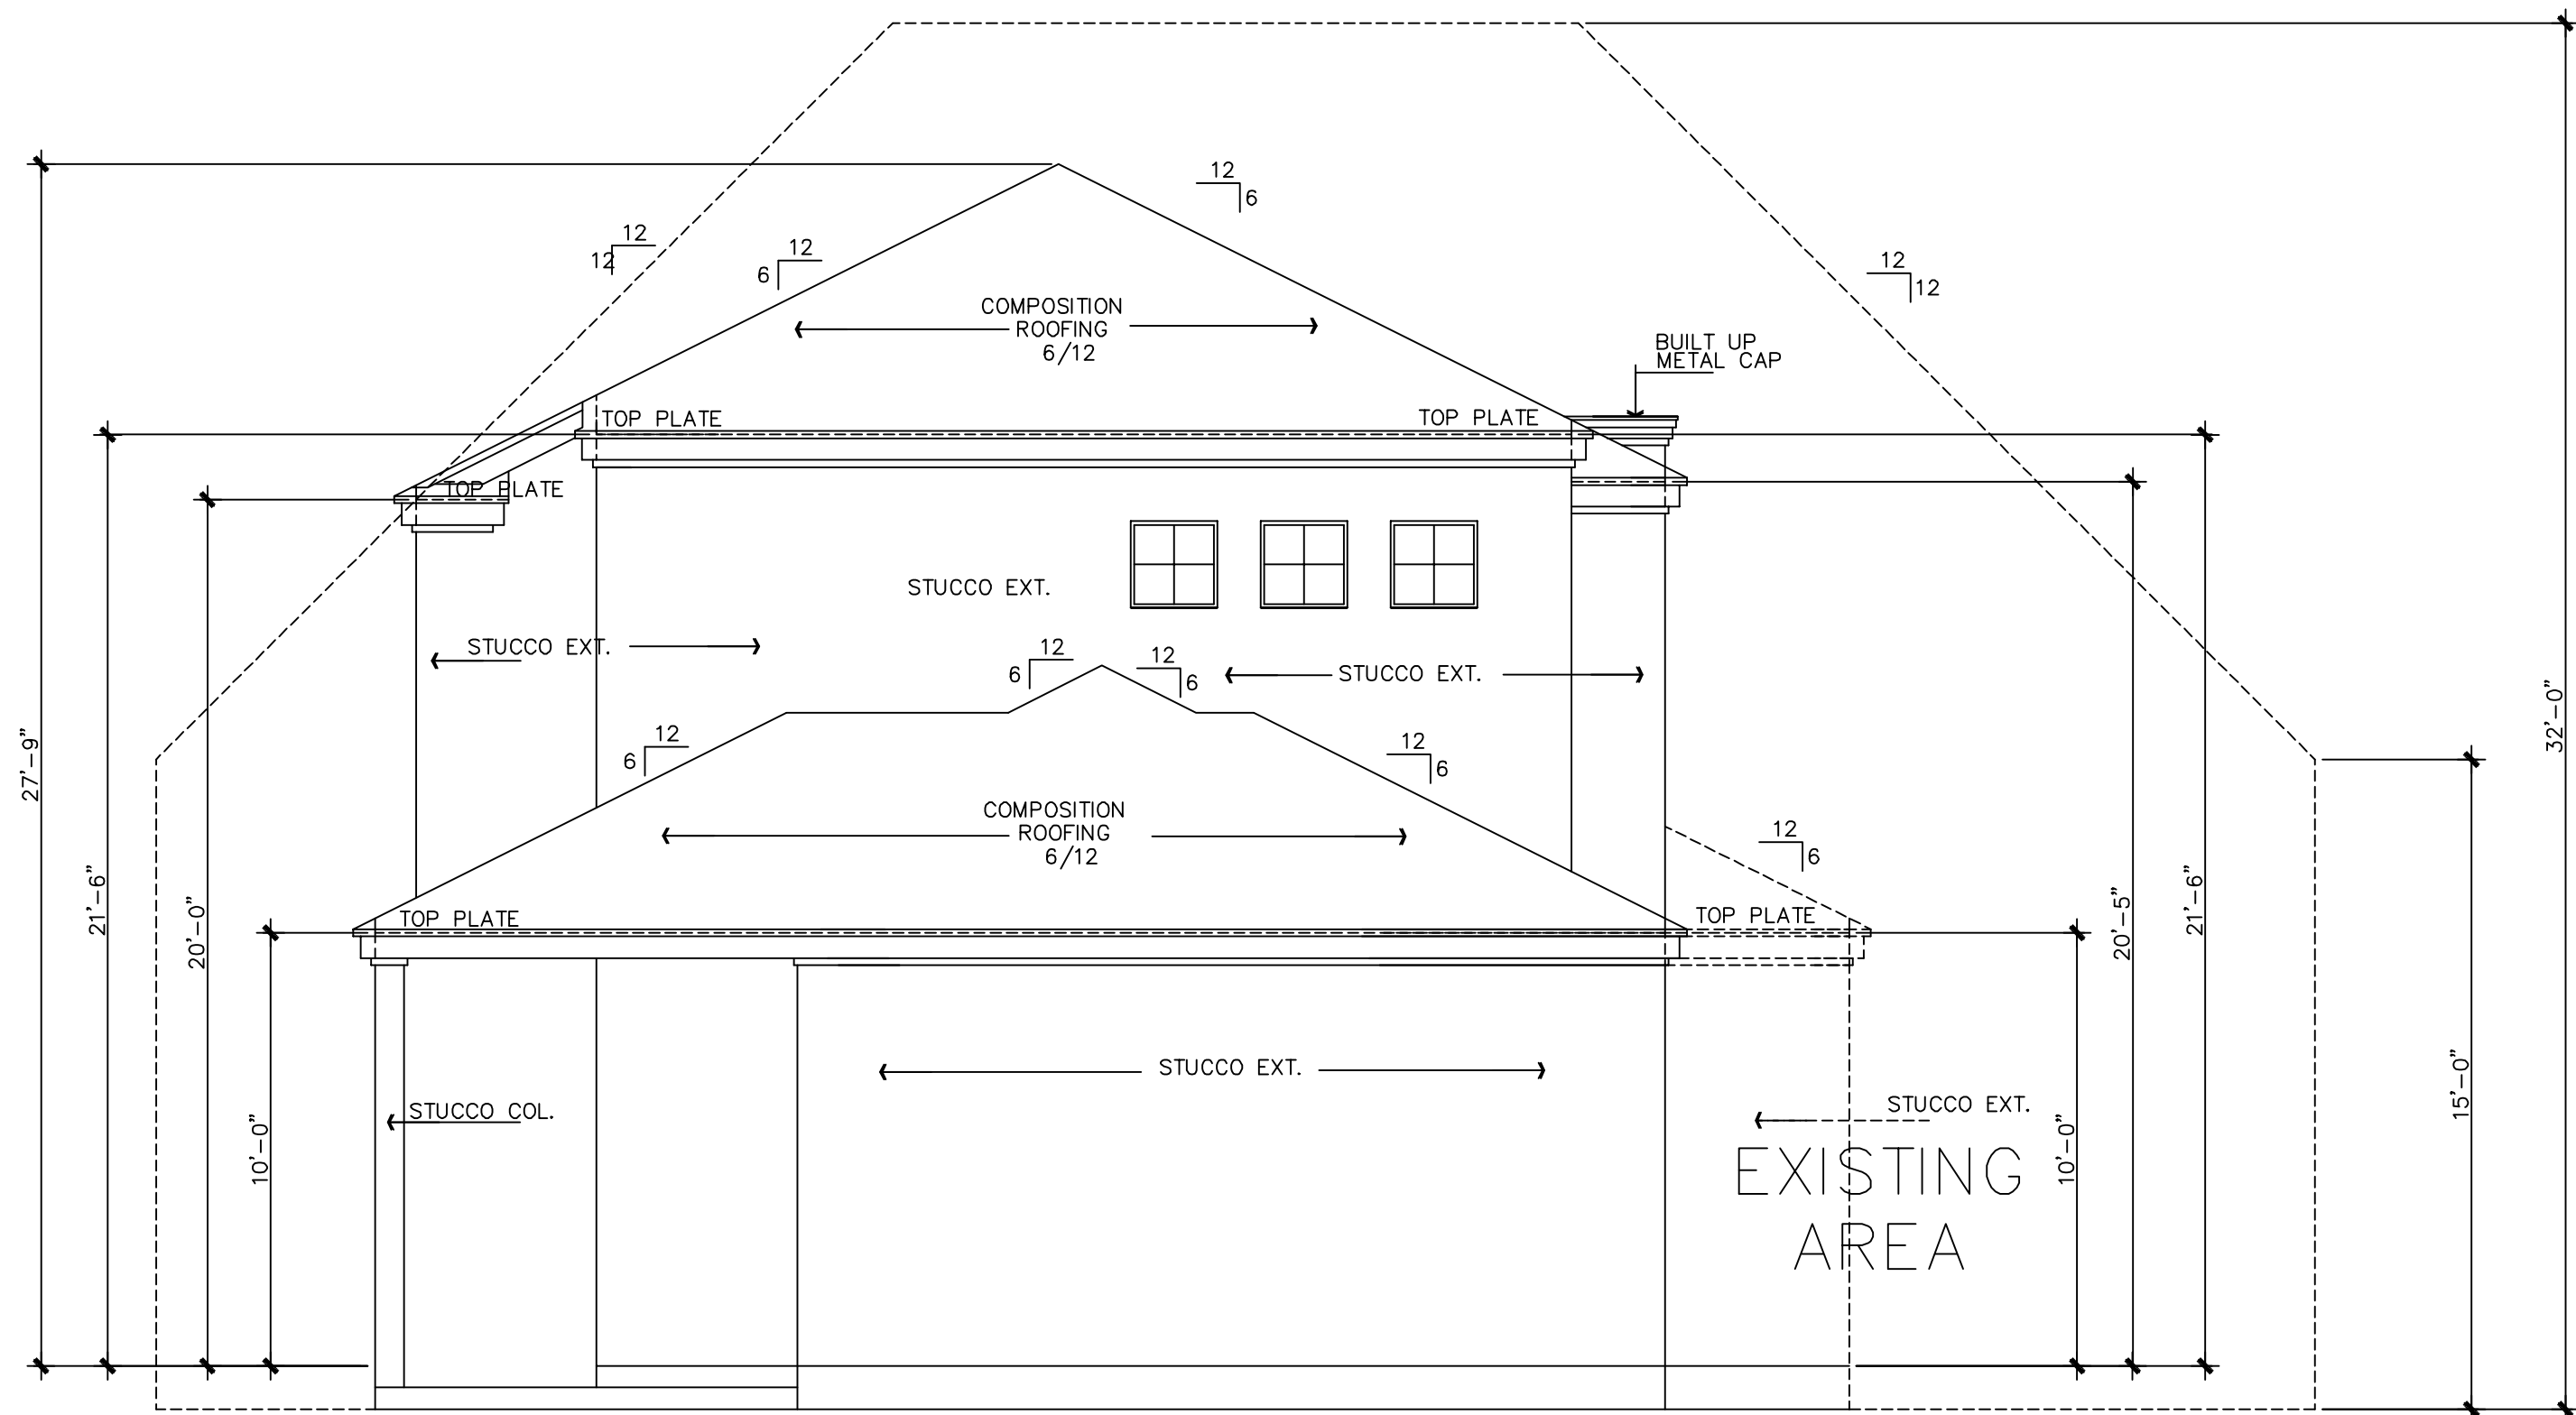 12
6
12
12
12
6
12
12
COMPOSITION
ROOFING
6/12
BUILT UP
METAL CAP
TOP PLATE
TOP PLATE
TOP PLATE
STUCCO EXT.
STUCCO EXT.
STUCCO EXT.
12
6
12
6
12
6
12
6
COMPOSITION
ROOFING
6/12
12
6
TOP PLATE
TOP PLATE
STUCCO EXT.
STUCCO COL.
STUCCO EXT.
EXISTING
AREA
27'-9"
21'-6"
20'-0"
10'-0"
10'-0"
20'-5"
21'-6"
15'-0"
32'-0"